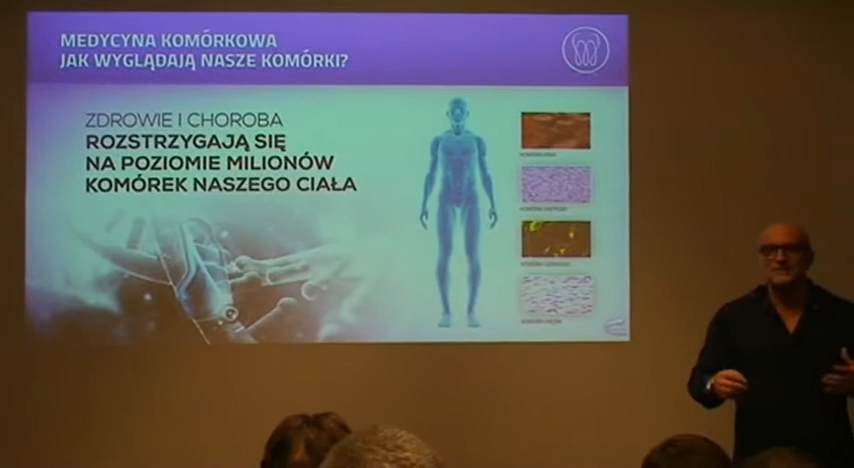 MEDYCYNA KOMÓRKOWA
JAK WYGLĄDAJĄ NASZE KOMÓRKI?
ZDROWIE I CHOROBA
ROZSTRZYGAJĄ SIĘ
NA POZIOMIE MILIONÓW
KOMÓREK NASZEGO CIAŁA